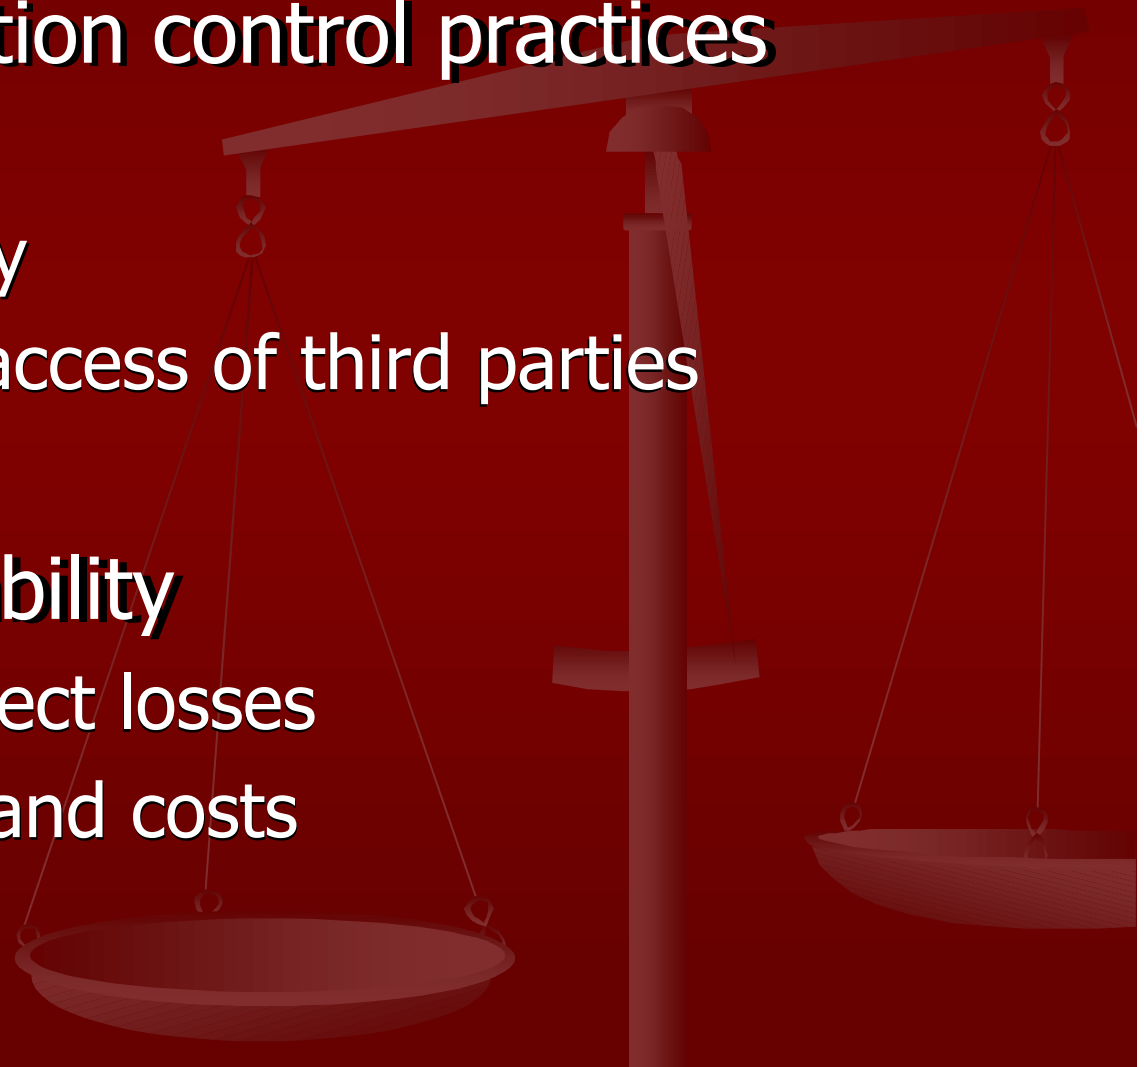 tion control practices
y
access of third parties
bility
ect losses
and costs